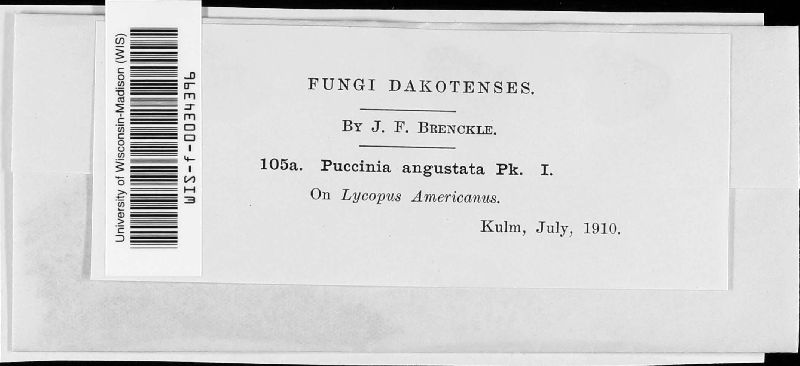 University of Wisconsin-Madison (WIS)
WIS-f-0034396
FUNGI DAKOTENSES.
By J. F. Brenckle.
105a. Puccinia angustata Pk. I.
On Lycopus Americanus.
Kulm, July, 1910.